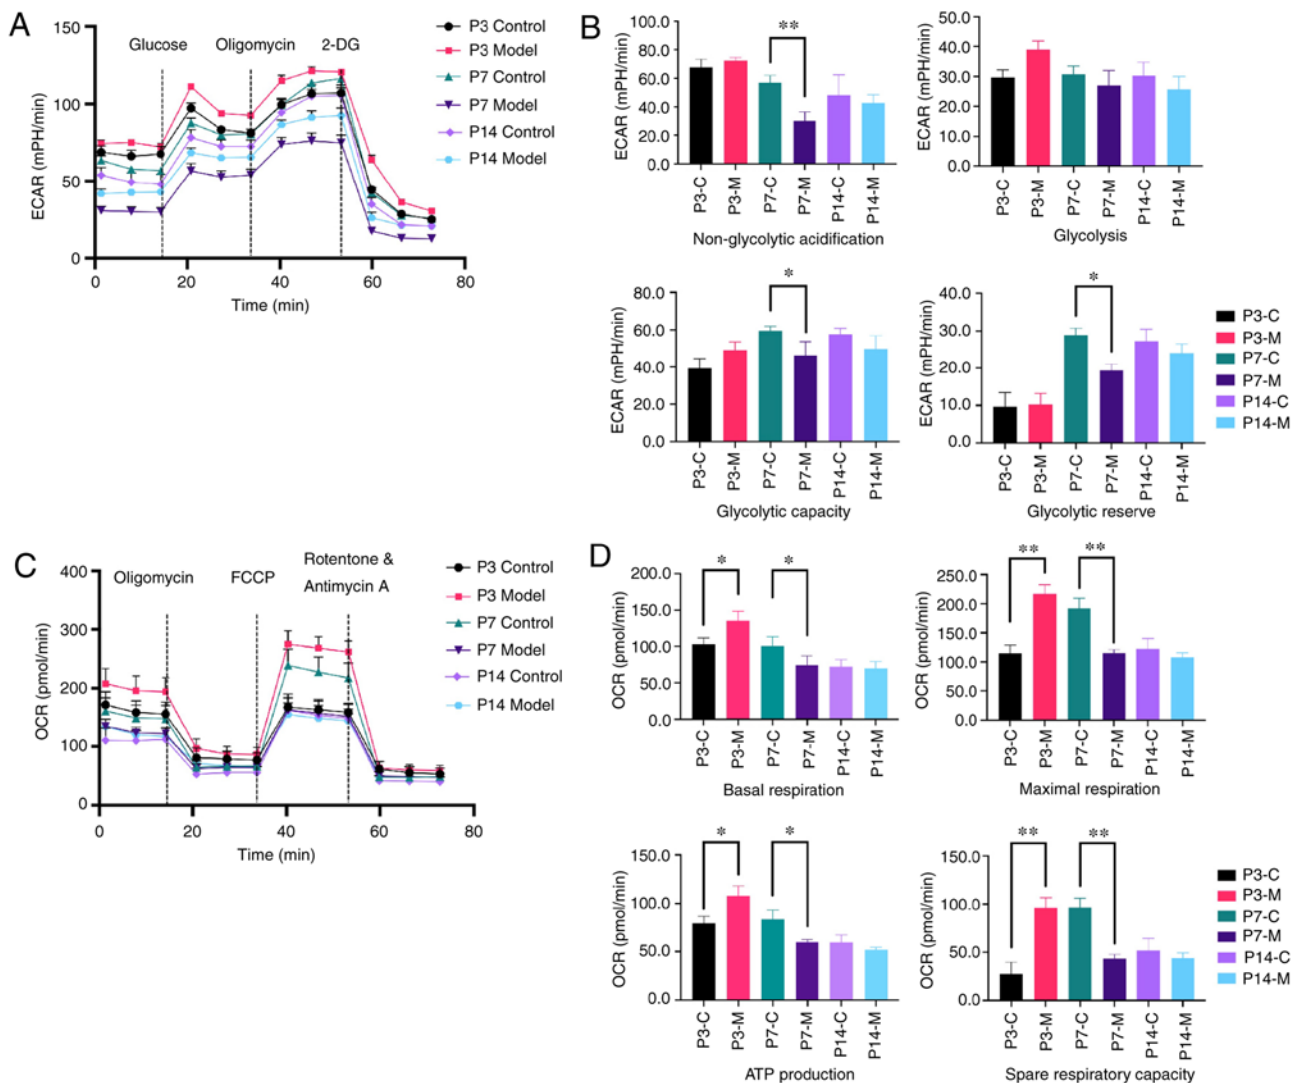 A
150
100
50
0
ECAR (mPH/min)
Glucose
Oligomycin
2-DG
0
20
40
60
80
Time (min)
P3 Control
P3 Model
P7 Control
P7 Model
P14 Control
P14 Model
B
100.0
80.0
60.0
40.0
20.0
0.0
ECAR (mPH/min)
**
P3-C
P3-M
P7-C
P7-M
P14-C
P14-M
Non-glycolytic acidification
50.0
40.0
30.0
20.0
10.0
0.0
ECAR (mPH/min)
P3-C
P3-M
P7-C
P7-M
P14-C
P14-M
Glycolysis
80.0
60.0
40.0
20.0
0.0
ECAR (mPH/min)
*
P3-C
P3-M
P7-C
P7-M
P14-C
P14-M
Glycolytic capacity
40.0
30.0
20.0
10.0
0.0
ECAR (mPH/min)
*
P3-C
P3-M
P7-C
P7-M
P14-C
P14-M
Glycolytic reserve
P3-C
P3-M
P7-C
P7-M
P14-C
P14-M
C
400
300
200
100
0
OCR (pmol/min)
Oligomycin
FCCP
Rotentone &
Antimycin A
0
20
40
60
80
Time (min)
P3 Control
P3 Model
P7 Control
P7 Model
P14 Control
P14 Model
D
200.0
150.0
100.0
50.0
0.0
OCR (pmol/min)
*
*
P3-C
P3-M
P7-C
P7-M
P14-C
P14-M
Basal respiration
250.0
200.0
150.0
100.0
50.0
0.0
OCR (pmol/min)
**
**
P3-C
P3-M
P7-C
P7-M
P14-C
P14-M
Maximal respiration
150.0
100.0
50.0
0.0
OCR (pmol/min)
*
*
P3-C
P3-M
P7-C
P7-M
P14-C
P14-M
ATP production
150.0
100.0
50.0
0.0
OCR (pmol/min)
**
**
P3-C
P3-M
P7-C
P7-M
P14-C
P14-M
Spare respiratory capacity
P3-C
P3-M
P7-C
P7-M
P14-C
P14-M